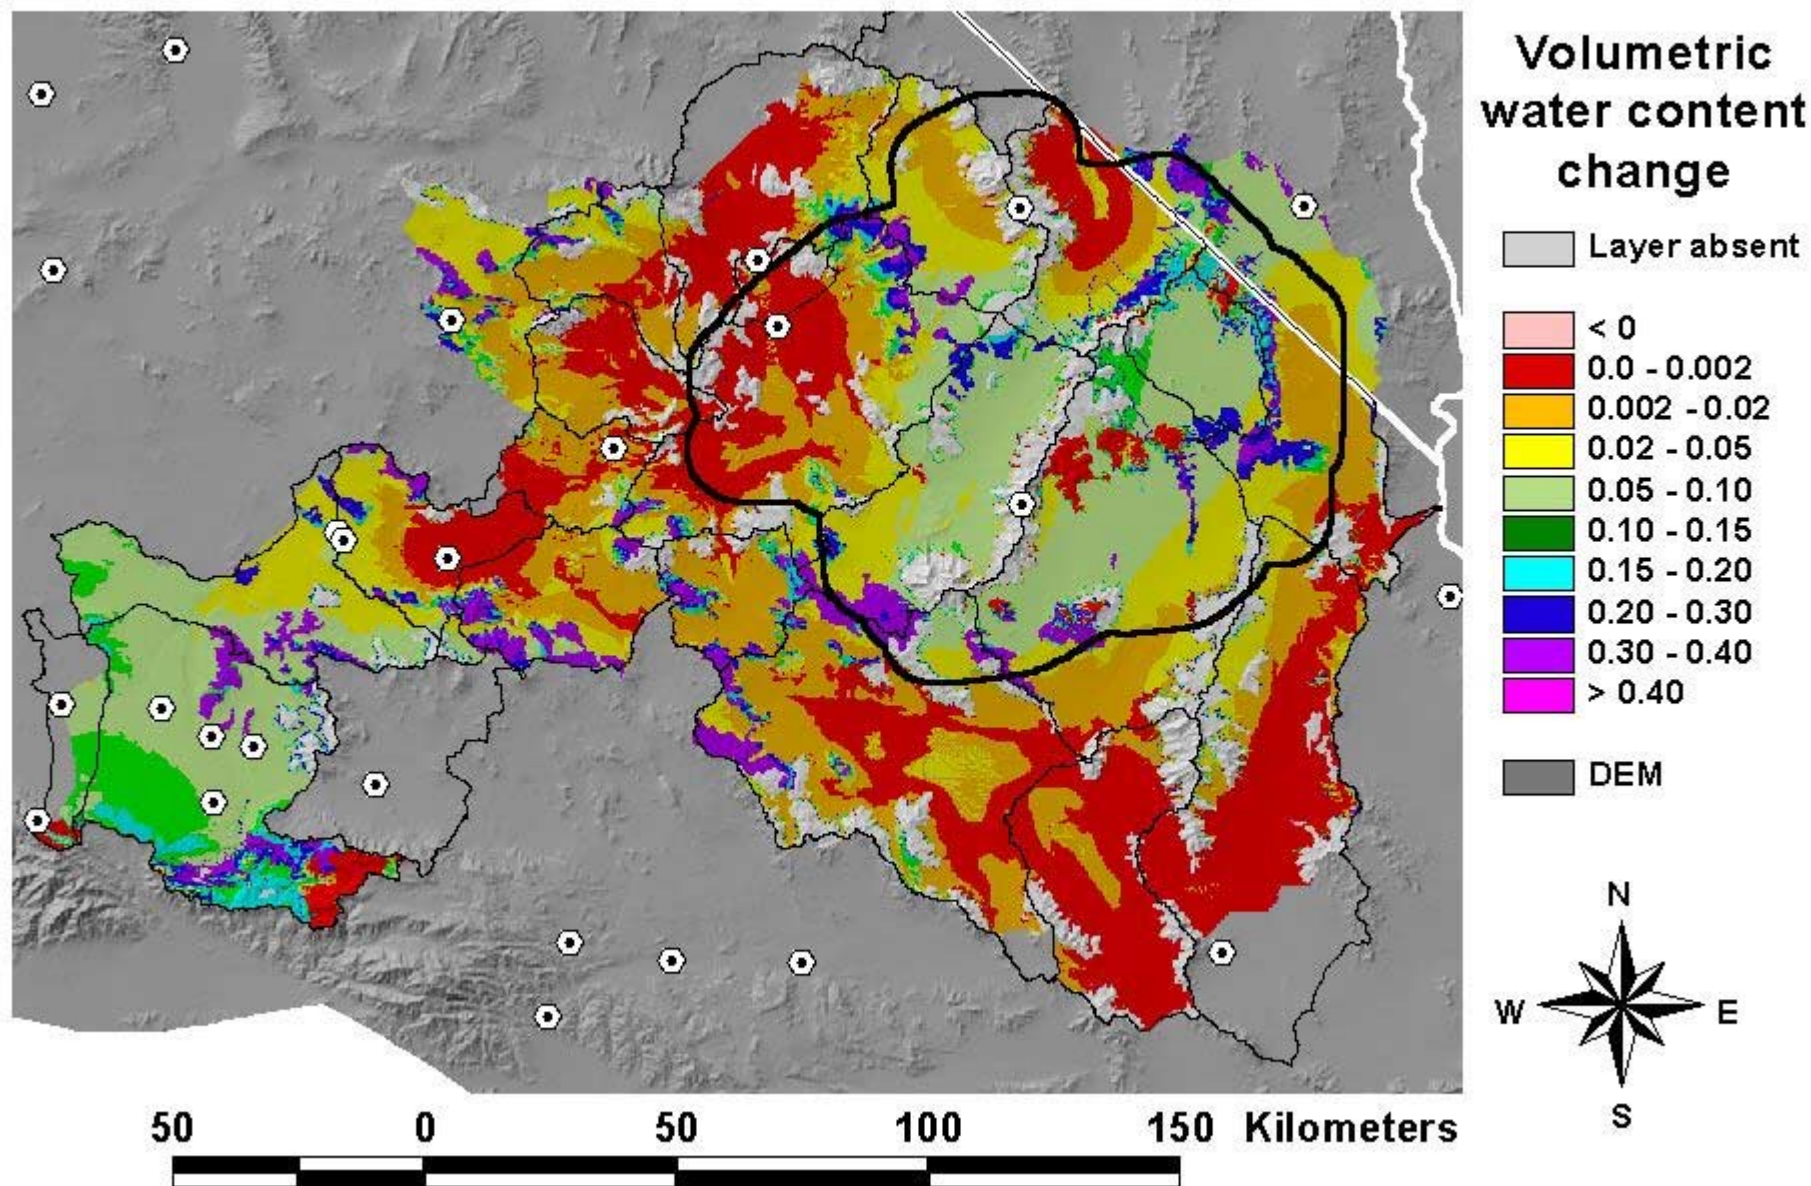 Volumetric
water content
change
Layer absent
< 0
0.0 - 0.002
0.002 - 0.02
0.02 - 0.05
0.05 - 0.10
0.10 - 0.15
0.15 - 0.20
0.20 - 0.30
0.30 - 0.40
> 0.40
DEM
N
W E
S
50 0 50 100 150 Kilometers